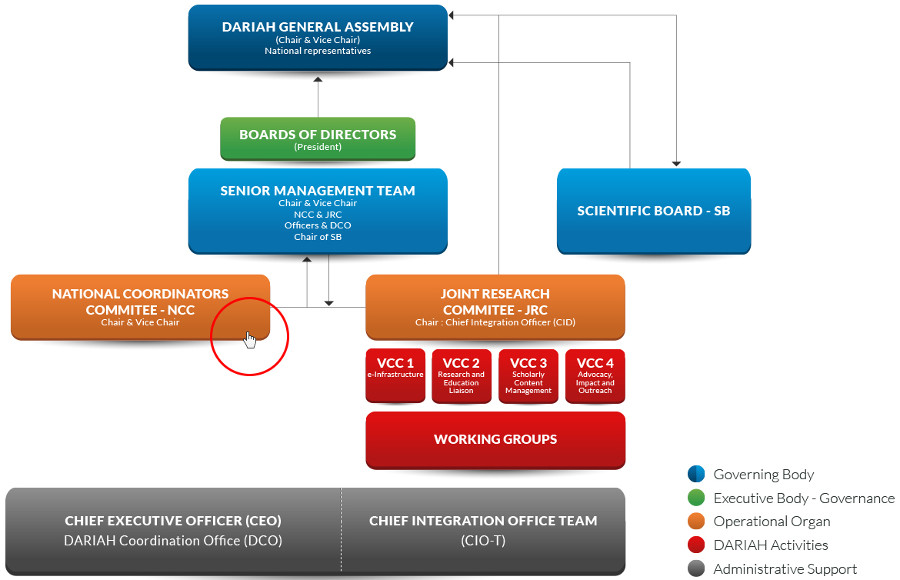 DARIAH GENERAL ASSEMBLY
(Chair & Vice Chair)
National representatives
BOARDS OF DIRECTORS
(President)
SENIOR MANAGEMENT TEAM
Chair & Vice Chair
NCC & JRC
Officers & DCO
Chair of SB
SCIENTIFIC BOARD - SB
NATIONAL COORDINATORS
COMMITEE - NCC
Chair & Vice Chair
JOINT RESEARCH
COMMITEE - JRC
Chair : Chief Integration Officer (CID)
VCC 1
e-Infrastructure
VCC 2
Research and
Education
Liaison
VCC 3
Scholarly
Content
Management
VCC 4
Advocacy,
Impact and
Outreach
WORKING GROUPS
CHIEF EXECUTIVE OFFICER (CEO)
DARIAH Coordination Office (DCO)
CHIEF INTEGRATION OFFICE TEAM
(CIO-T)
Governing Body
Executive Body - Governance
Operational Organ
DARIAH Activities
Administrative Support